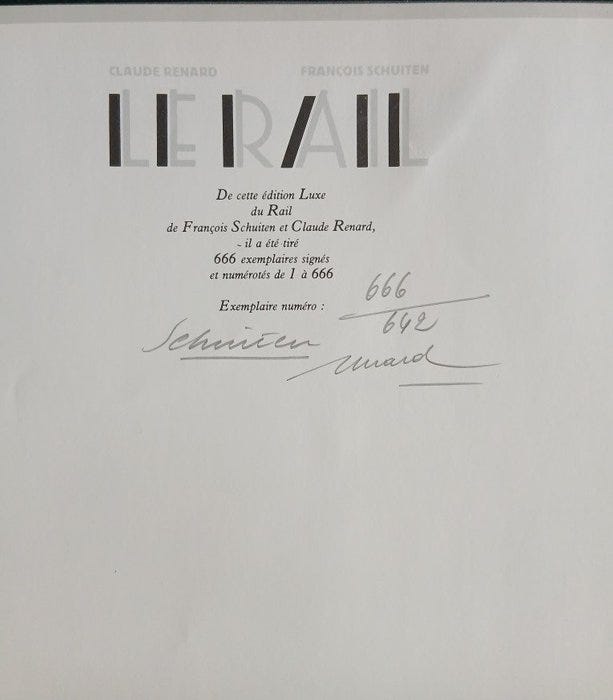 CLAUDE RENARD FRANÇOIS SCHUITEN
LE RAIL
De cette édition Luxe
du Rail
de François Schuiten et Claude Renard,
- il a été tiré
666 exemplaires signés
et numérotés de 1 à 666
Exemplaire numéro : 666
642
Schuiten
Renard